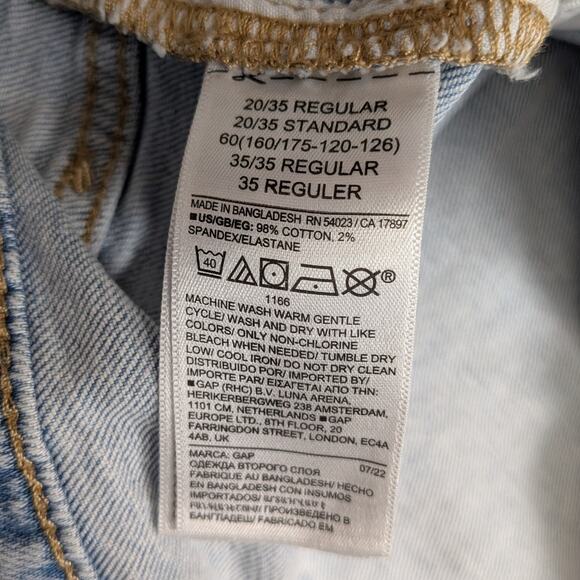 20/35 REGULAR
20/35 STANDARD
60(160/175-120-126)
35/35 REGULAR
35 REGULER
MADE IN BANGLADESH RN 54023 / CA 17897
■US/GB/EG: 98% COTTON, 2%
SPANDEX/ELASTANE
40
®
1166
MACHINE WASH WARM GENTLE
CYCLE/ WASH AND DRY WITH LIKE
COLORS/ ONLY NON-CHLORINE
BLEACH WHEN NEEDED/ TUMBLE DRY
LOW/ COOL IRON/ DO NOT DRY CLEAN
DISTRIBUIDO POR/ IMPORTED BY/
IMPORTE PAR/ ΕΙΣΑΓΕΤΑΙ ΑΠΟ ΤΗΝ:
■GAP (RHC) B.V. LUNA ARENA,
HERIKERBERGWEG 238 AMSTERDAM,
1101 CM, NETHERLANDS ■GAP
EUROPE LTD., 8TH FLOOR, 20
FARRINGDON STREET, LONDON, EC4A
4AB, UK
MARCA: GAP 07/22
ОДЕЖДА ВТОРОГО СЛОЯ
FABRIQUE AU BANGLADESH/ HECHO
EN BANGLADESH CON INSUMOS
IMPORTADOS/
ПРОИЗВЕДЕНО В
БАНГЛАДЕШ/ FABRICADO EM